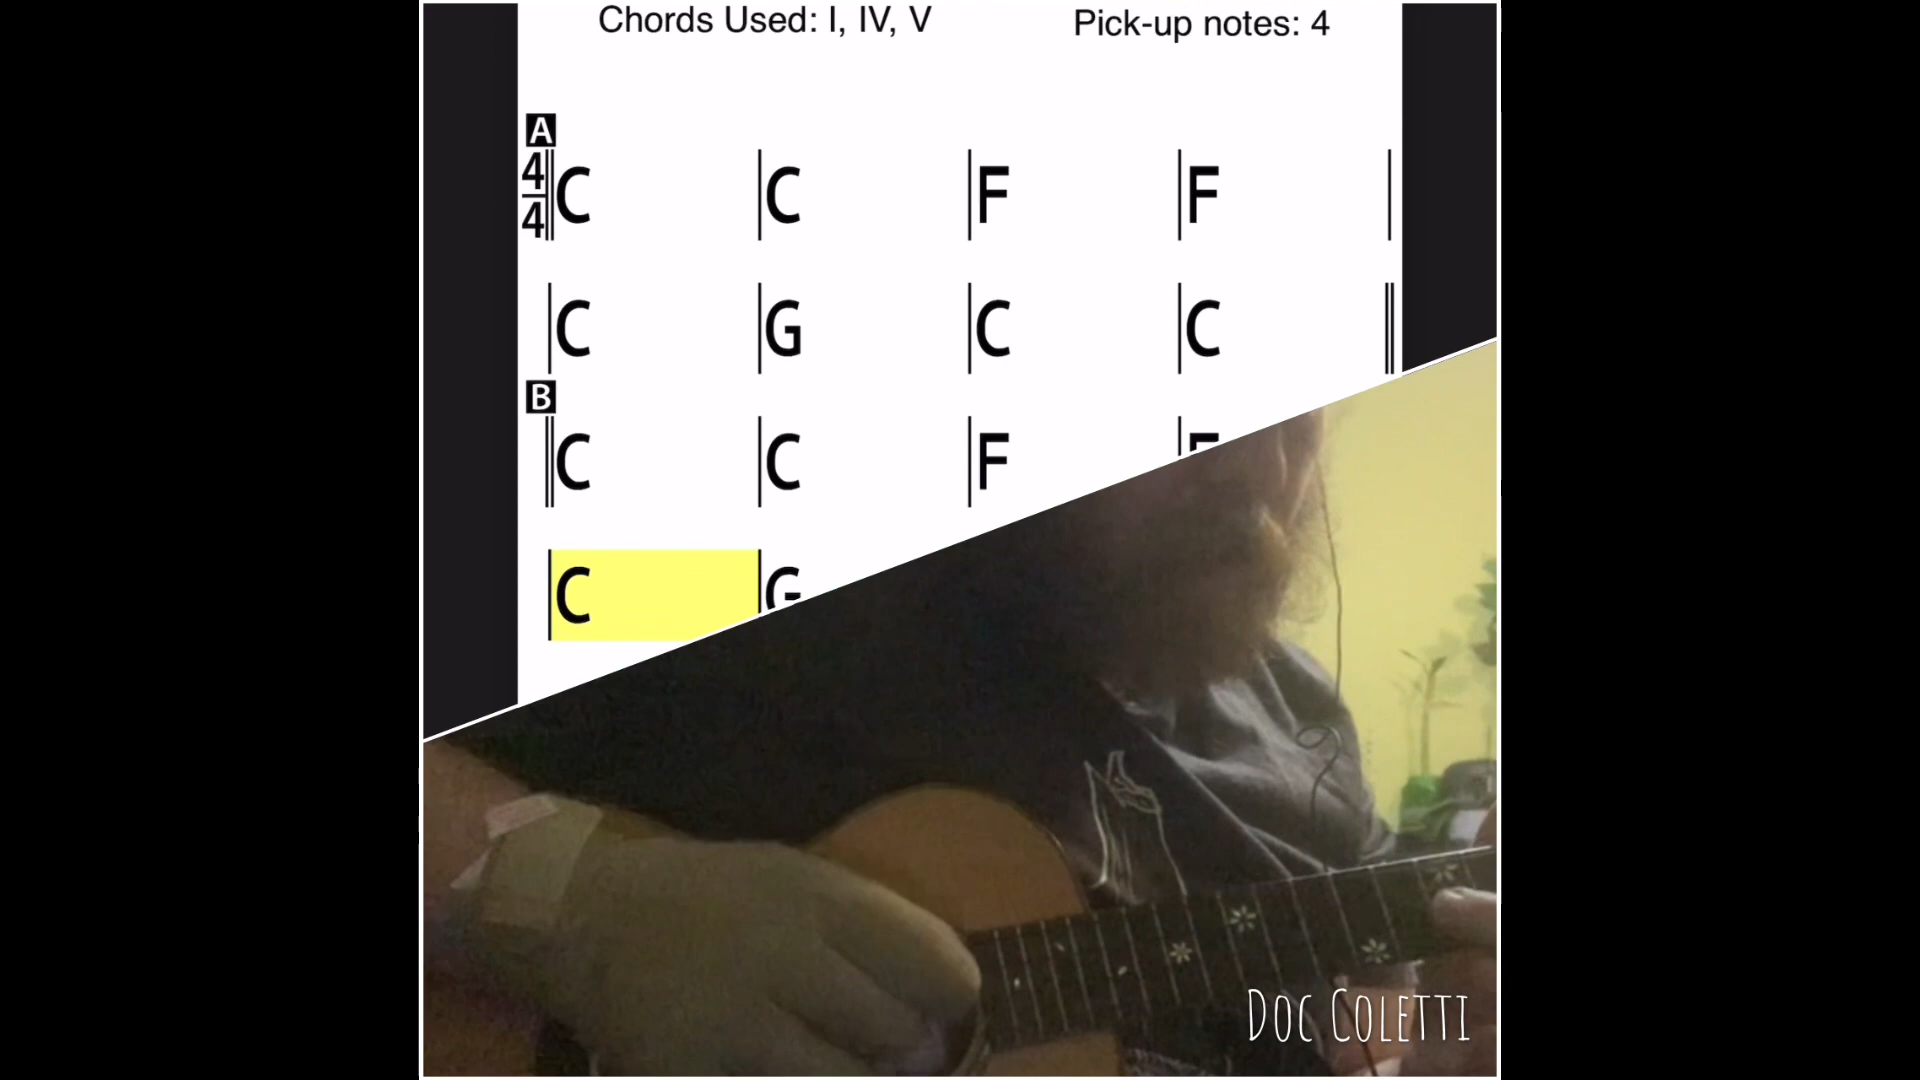 Chords Used: I, IV, V Pick-up notes: 4
A
4/4 C C F F
C G C C
B
C C F
C G
Doc Coletti